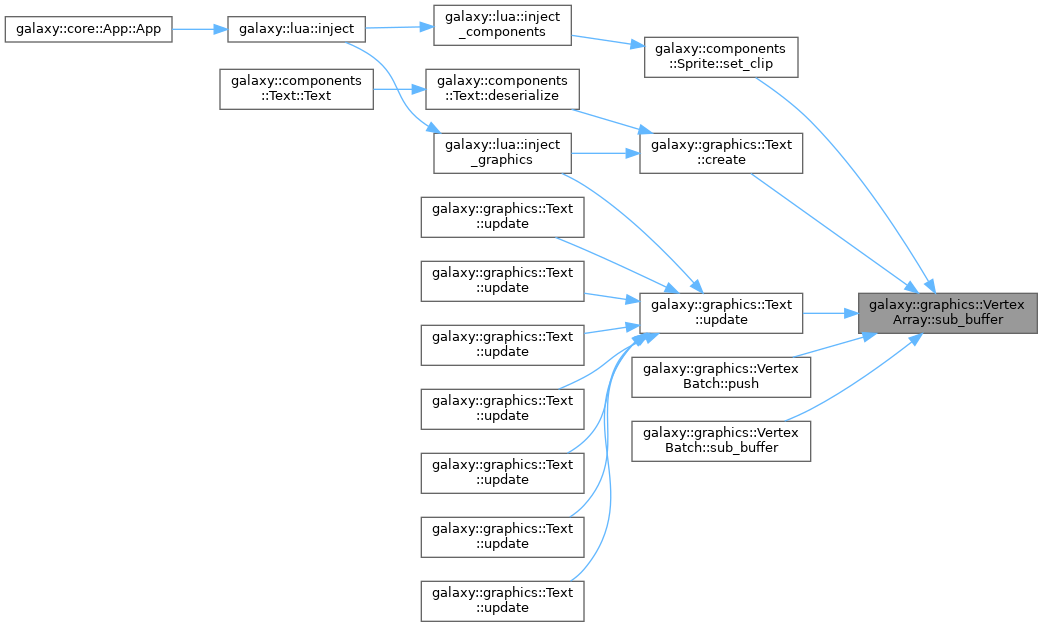 galaxy::core::App::App
galaxy::lua::inject
galaxy::lua::inject
_components
galaxy::components
::Sprite::set_clip
galaxy::components
::Text::Text
galaxy::components
::Text::deserialize
galaxy::lua::inject
_graphics
galaxy::graphics::Text
::create
galaxy::graphics::Text
::update
galaxy::graphics::Text
::update
galaxy::graphics::Text
::update
galaxy::graphics::Vertex
Array::sub_buffer
galaxy::graphics::Text
::update
galaxy::graphics::Vertex
Batch::push
galaxy::graphics::Text
::update
galaxy::graphics::Vertex
Batch::sub_buffer
galaxy::graphics::Text
::update
galaxy::graphics::Text
::update
galaxy::graphics::Text
::update